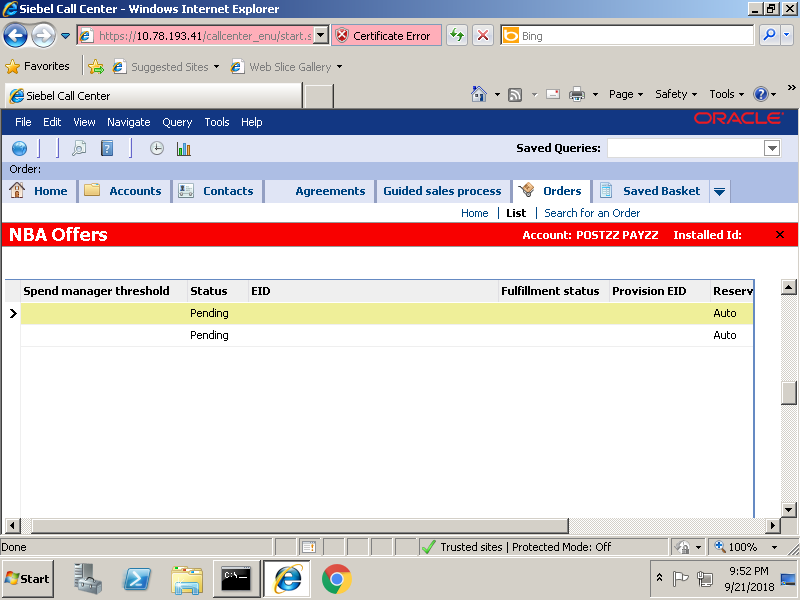 Siebel Call Center - Windows Internet Explorer
https://10.78.193.41/callcenter_enu/start.s
Certificate Error
Bing
Favorites
Suggested Sites
Web Slice Gallery
Siebel Call Center
Page
Safety
Tools
»
File Edit View Navigate Query Tools Help
ORACLE
Saved Queries:
Order:
Home
Accounts
Contacts
Agreements
Guided sales process
Orders
Saved Basket
Home | List | Search for an Order
NBA Offers
Account: POSTZZ PAYZZ Installed Id:
Spend manager threshold Status EID Fulfillment status Provision EID Reserv
Pending Auto
Pending Auto
Done
Trusted sites | Protected Mode: Off
100%
Start
C:\-
9:52 PM
9/21/2018